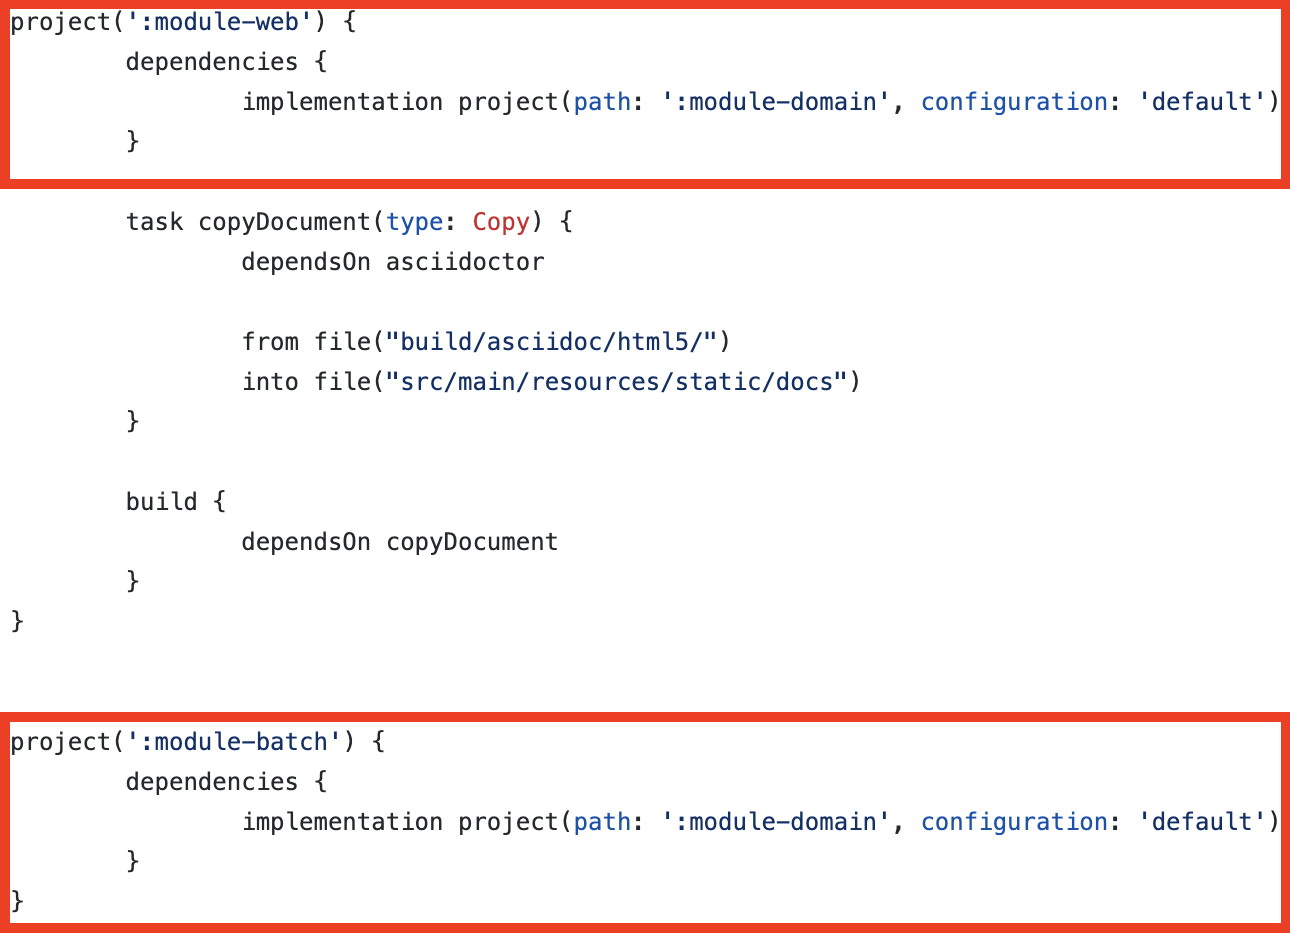 project(':module-web') {
        dependencies {
                implementation project(path: ':module-domain', configuration: 'default')
        }
        task copyDocument(type: Copy) {
                dependsOn asciidoctor
                from file("build/asciidoc/html5/")
                into file("src/main/resources/static/docs")
        }
        build {
                dependsOn copyDocument
        }
}
project(':module-batch') {
        dependencies {
                implementation project(path: ':module-domain', configuration: 'default')
        }
}